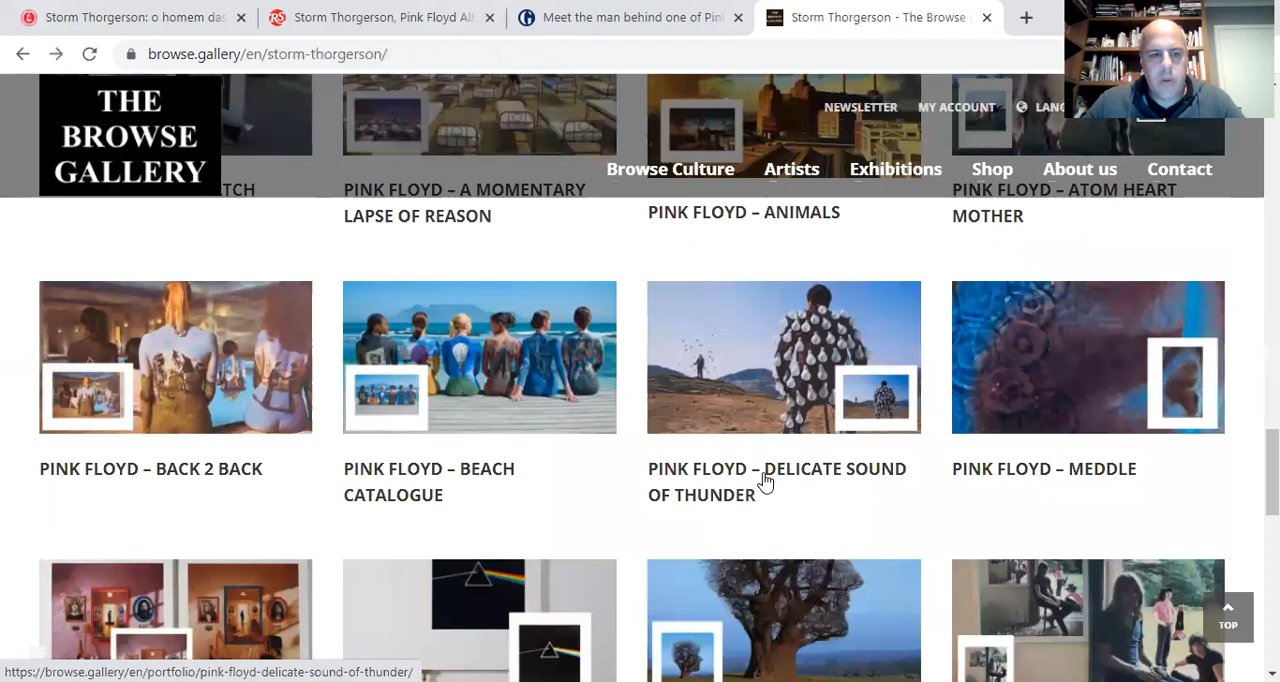 Storm Thorgerson: o homem das
RS
Storm Thorgerson, Pink Floyd Al
G
Meet the man behind one of Pin
Storm Thorgerson - The Browse
browse.gallery/en/storm-thorgerson/
THE
BROWSE
GALLERY
NEWSLETTER MY ACCOUNT LANG
Browse Culture Artists Exhibitions Shop About us Contact
TCH
PINK FLOYD – A MOMENTARY
LAPSE OF REASON
PINK FLOYD – ANIMALS
PINK FLOYD – ATOM HEART
MOTHER
PINK FLOYD – BACK 2 BACK
PINK FLOYD – BEACH
CATALOGUE
PINK FLOYD – DELICATE SOUND
OF THUNDER
PINK FLOYD – MEDDLE
TOP
https://browse.gallery/en/portfolio/pink-floyd-delicate-sound-of-thunder/